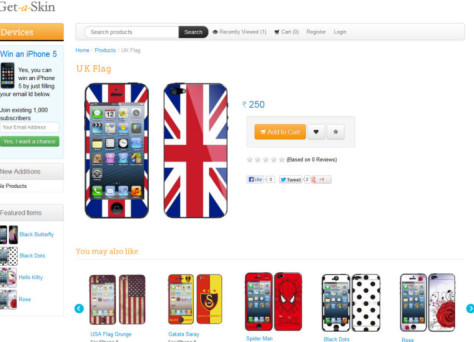 Get-a-Skin
Devices
Search products
Search
Recently Viewed (1)
Cart (0)
Register
Login
Win an iPhone 5
Yes, you can
win an iPhone
5 by just filling
your email Id below.
Join existing 1,000
subscribers
Your Email Address
Yes, I want a chance
New Additions
No Products
Featured Items
Black Butterfly
Black Dots
Hello Kitty
Rose
Home
Products
UK Flag
UK Flag
₹ 250
Add to Cart
(Based on 0 Reviews)
Like
0
Tweet
0
+1
You may also like
USA Flag Grunge
Galata Saray
Spider Man
Black Dots
Rose